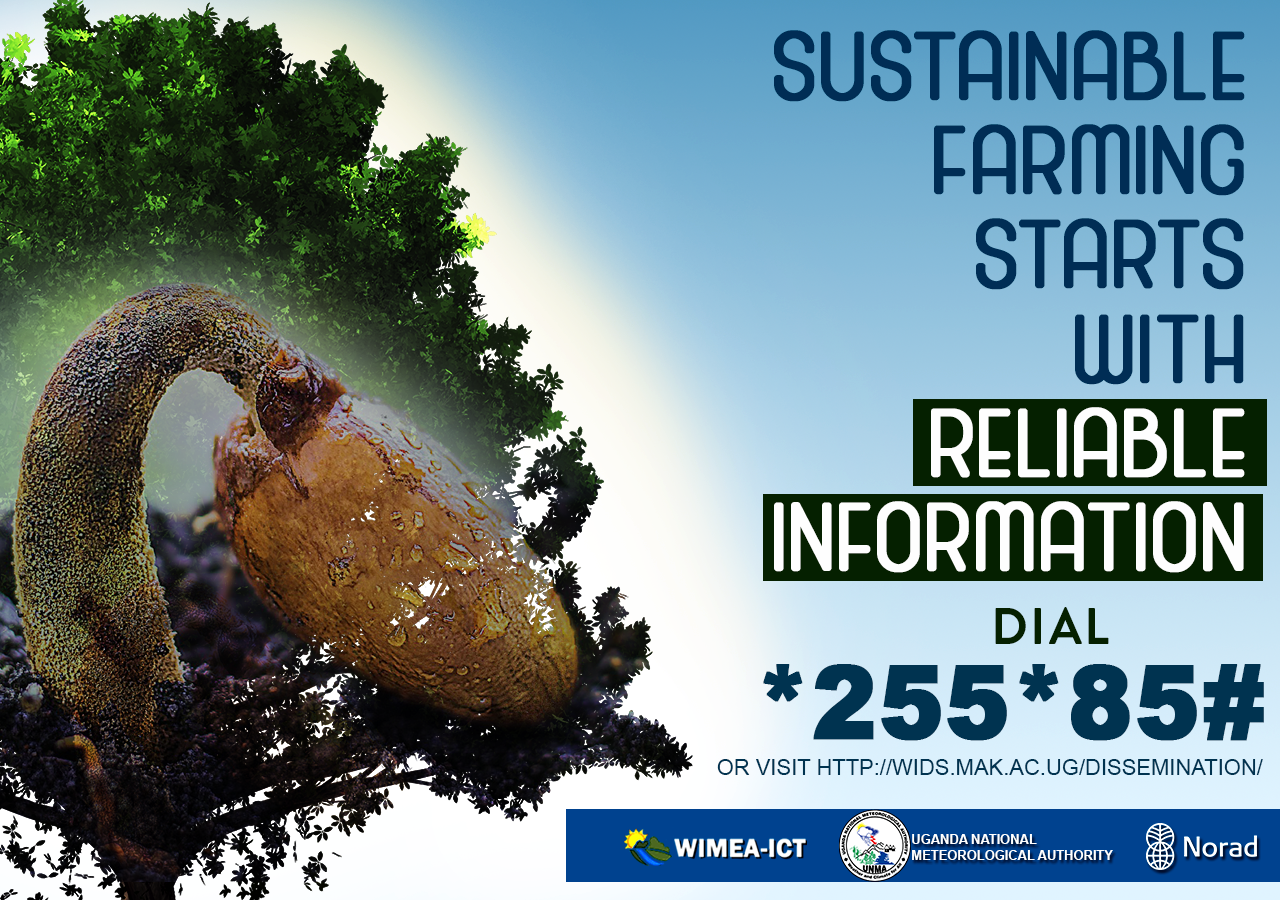 SUSTAINABLE
FARMING
STARTS
WITH
RELIABLE
INFORMATION
DIAL
*255*85#
OR VISIT HTTP://WIDS.MAK.AC.UG/DISSEMINATION/
WIMEA-ICT
UNMA
UGANDA NATIONAL
METEOROLOGICAL AUTHORITY
Norad